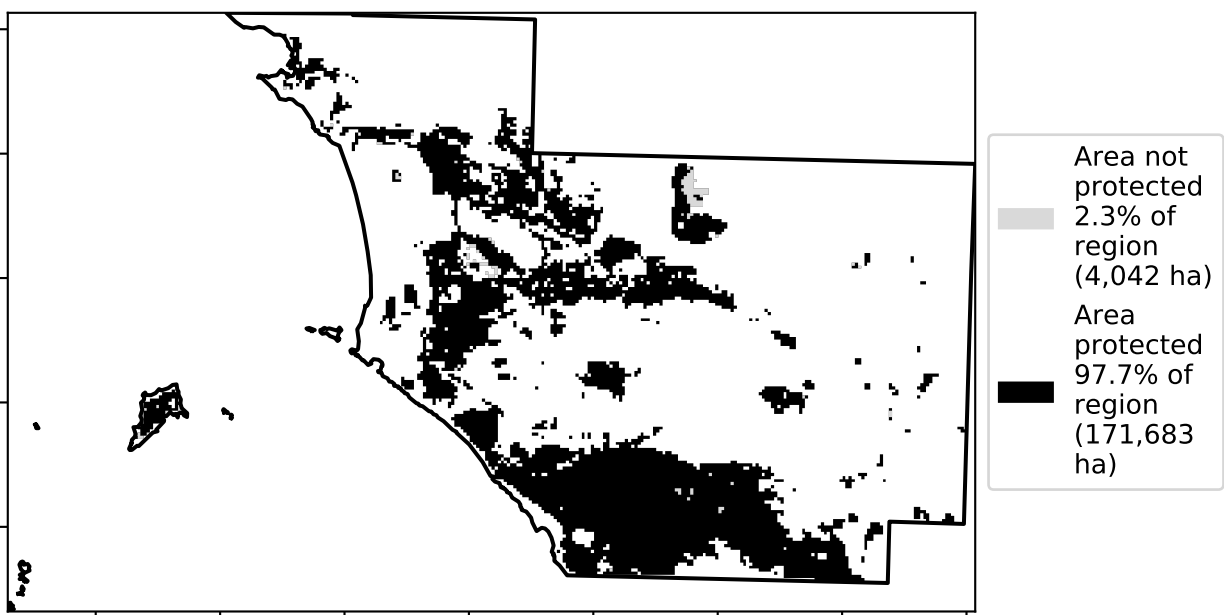 Area not
protected
2.3% of
region
(4,042 ha)
Area
protected
97.7% of
region
(171,683
ha)